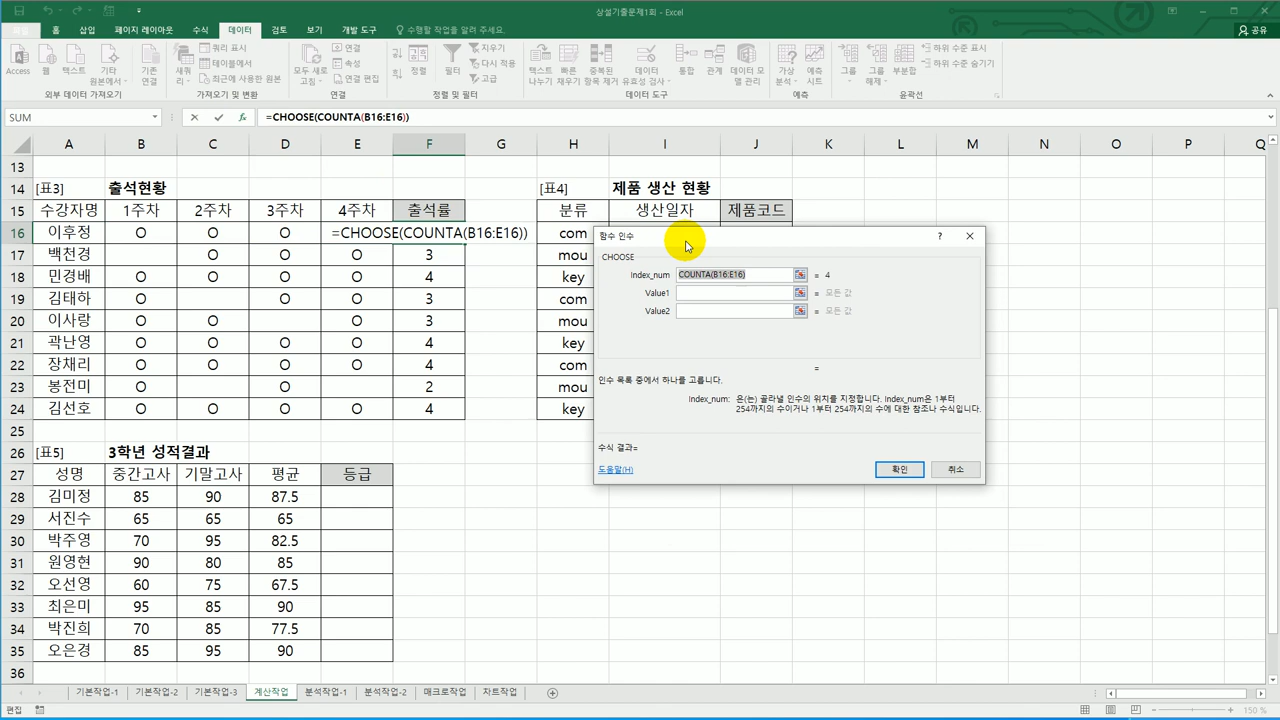 상설기출문제1회 - Excel
홈 삽입 페이지 레이아웃 수식 데이터 검토 보기 개발 도구 수행할 작업을 알려 주세요. 공유
Access 웹 텍스트 기타 원본에서 기존 연결 새 쿼리 쿼리 표시 테이블에서 최근에 사용한 원본 모두 새로 고침 연결 속성 연결 편집 정렬 필터 지우기 다시 적용 고급 텍스트 나누기 빠른 채우기 중복된 항목 제거 데이터 유효성 검사 통합 관계 데이터 모델 관리 가상 분석 예측 시트 그룹 그룹 해제 부분합 하위 수준 표시 하위 수준 숨기기
외부 데이터 가져오기 가져오기 및 변환 연결 정렬 및 필터 데이터 도구 예측 윤곽선
SUM fx =CHOOSE(COUNTA(B16:E16))
A B C D E F G H I J K L M N O P Q
13
14 [표3] 출석현황 [표4] 제품 생산 현황
15 수강자명 1주차 2주차 3주차 4주차 출석률 분류 생산일자 제품코드
16 이후정 O O O =CHOOSE(COUNTA(B16:E16)) com
17 백천경 O O O 3 mou
18 민경배 O O O O 4 key
19 김태하 O O O 3 com
20 이사랑 O O O 3 mou
21 곽난영 O O O O 4 key
22 장채리 O O O O 4 com
23 봉전미 O O 2 mou
24 김선호 O O O O 4 key
25
26 [표5] 3학년 성적결과
27 성명 중간고사 기말고사 평균 등급
28 김미정 85 90 87.5
29 서진수 65 65 65
30 박주영 70 95 82.5
31 원영현 90 80 85
32 오선영 60 75 67.5
33 최은미 95 85 90
34 박진희 70 85 77.5
35 오은경 85 95 90
36
함수 인수 ?
CHOOSE
Index_num COUNTA(B16:E16) = 4
Value1 = 모든 값
Value2 = 모든 값
=
인수 목록 중에서 하나를 고릅니다.
Index_num: 은(는) 골라낼 인수의 위치를 지정합니다. Index_num은 1부터
254까지의 수이거나 1부터 254까지의 수에 대한 참조나 수식입니다.
수식 결과=
도움말(H) 확인 취소
기본작업-1 기본작업-2 기본작업-3 계산작업 분석작업-1 분석작업-2 매크로작업 차트작업
편집 150 %